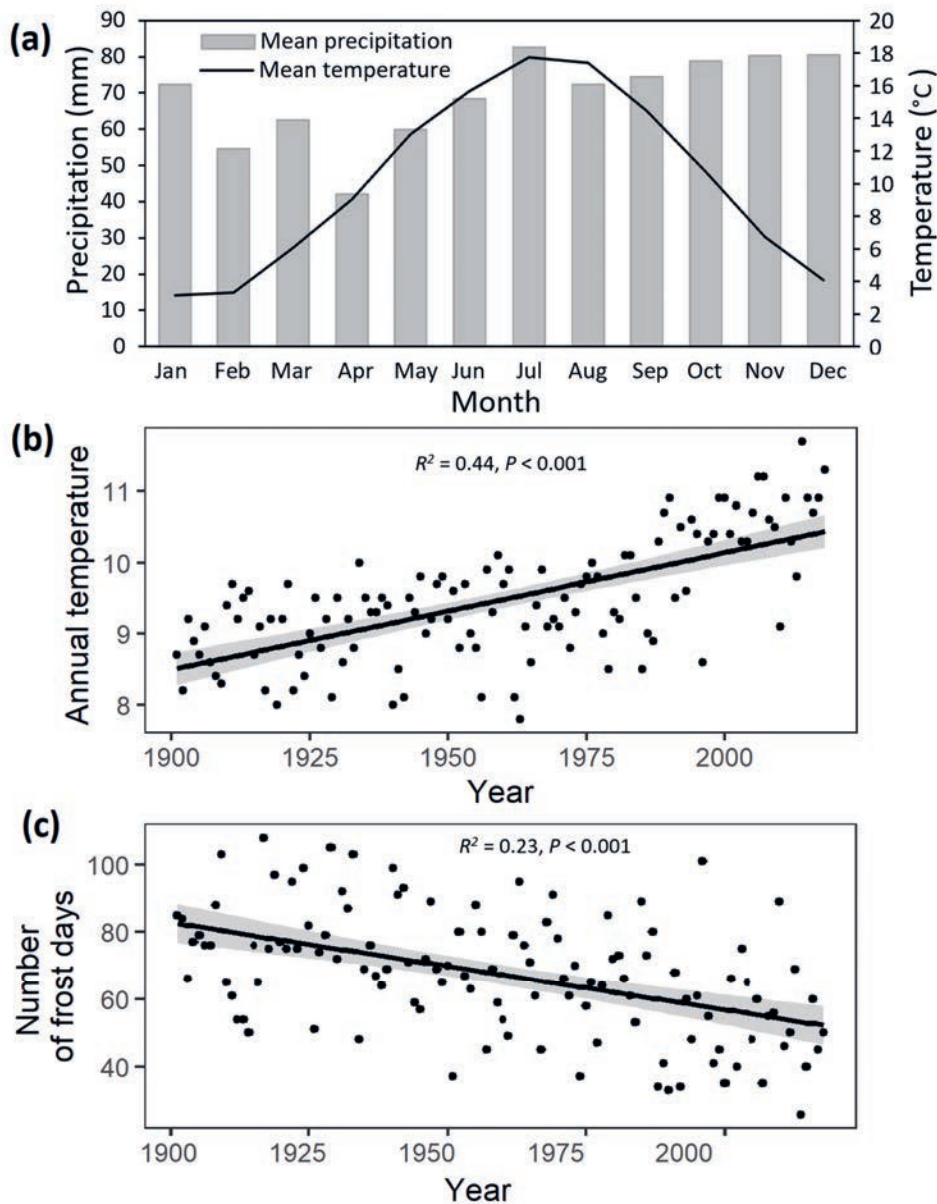 (a)
Mean precipitation
Mean temperature
Precipitation (mm)
90
80
70
60
50
40
30
20
10
0
Temperature (°C)
20
18
16
14
12
10
8
6
4
2
0
Jan Feb Mar Apr May Jun Jul Aug Sep Oct Nov Dec
Month
(b)
R² = 0.44, P < 0.001
Annual temperature
11
10
9
8
1900 1925 1950 1975 2000
Year
(c)
R² = 0.23, P < 0.001
Number
of frost days
100
80
60
40
1900 1925 1950 1975 2000
Year